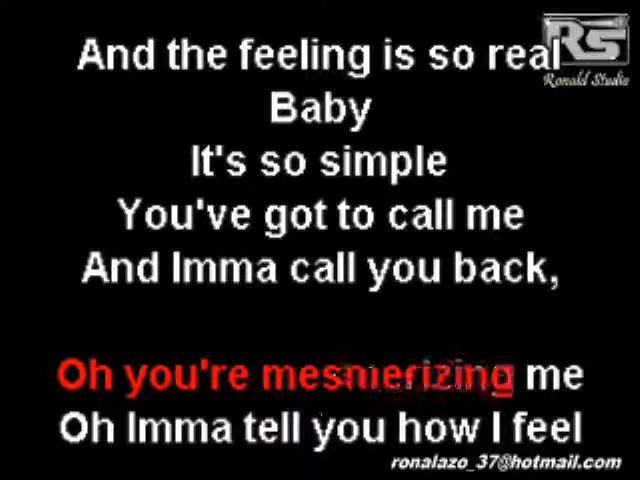 And the feeling is so real
RS
Ronald Studio
Baby
It's so simple
You've got to call me
And Imma call you back,
Oh you're mesmerizing me
Oh Imma tell you how I feel
ronalazo_37@hotmail.com